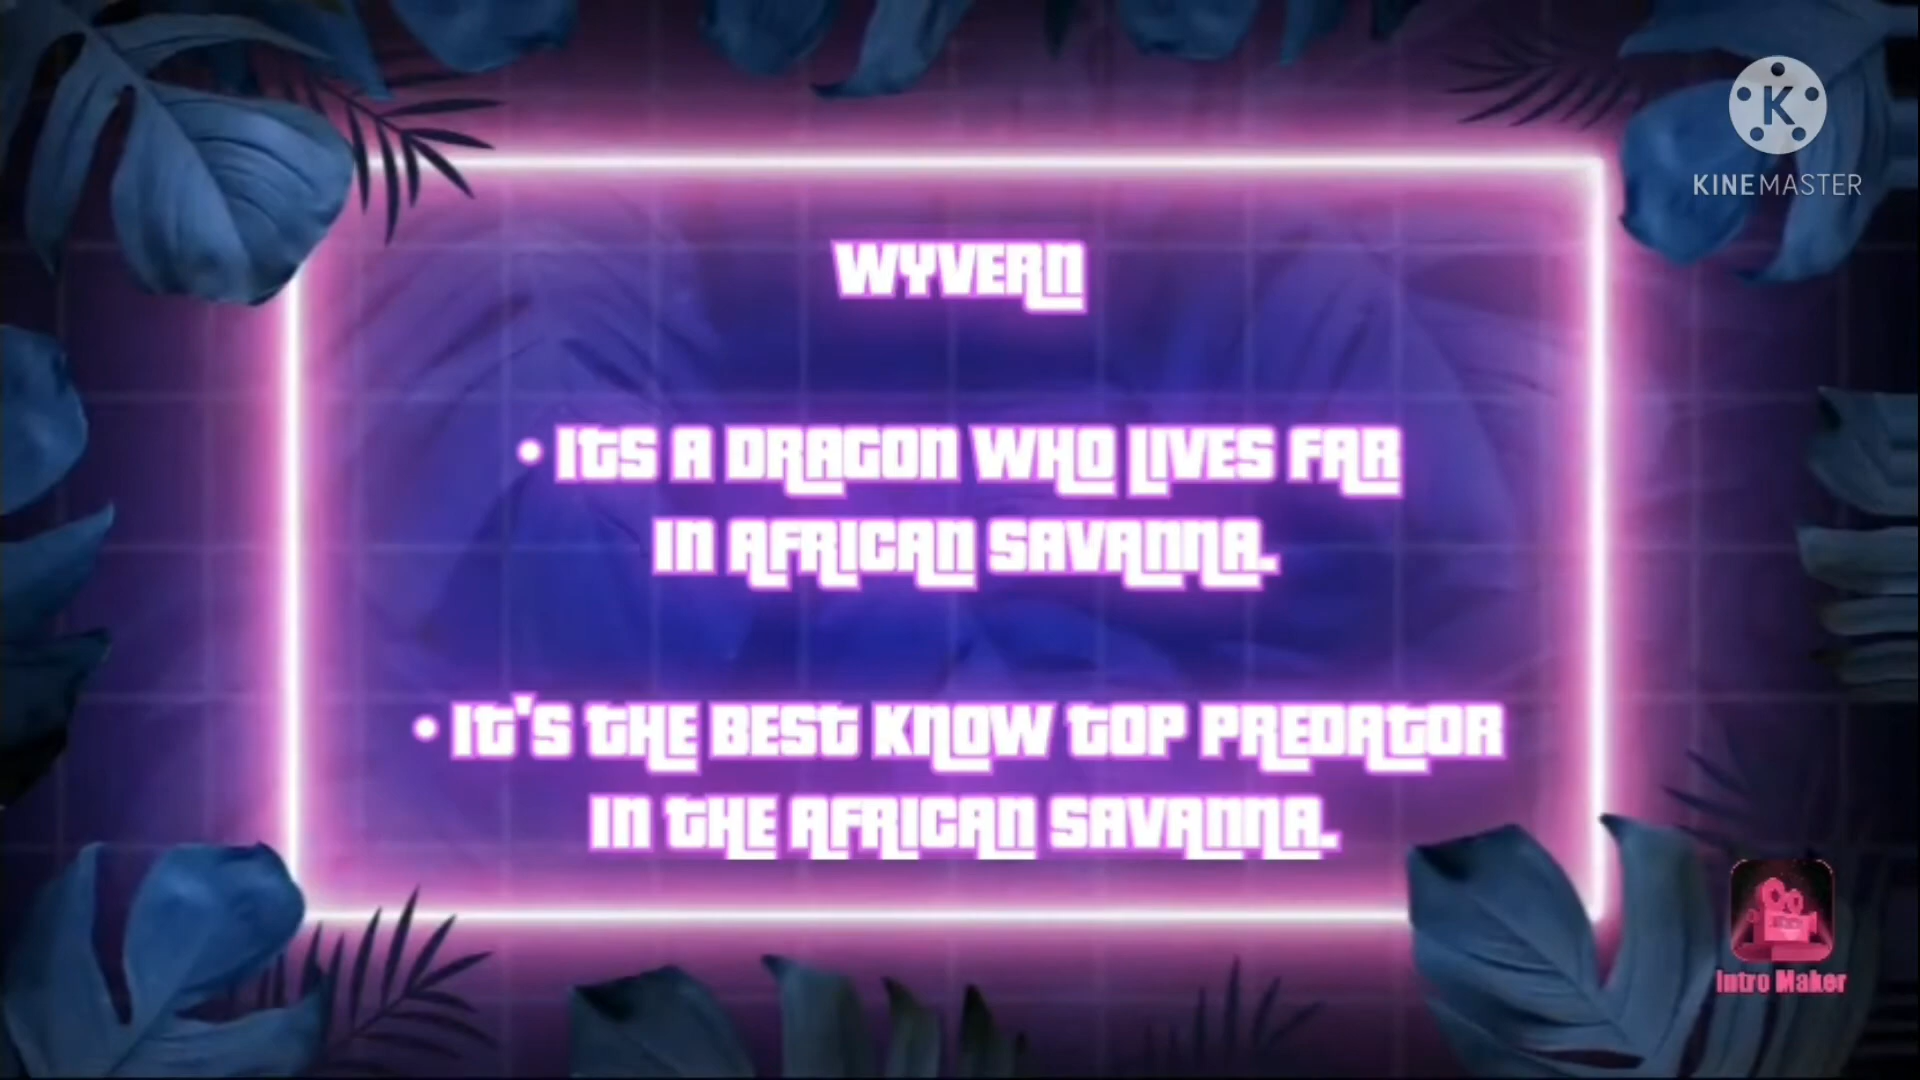 KINEMASTER
WYVERN
• ItS A DRAGON WHO LIVES FAR
IN AFRICAN SAVANNA.
• It'S tHE BESt KNOW tOP PREDAtOR
IN tHE AFRICAN SAVANNA.
Intro Maker